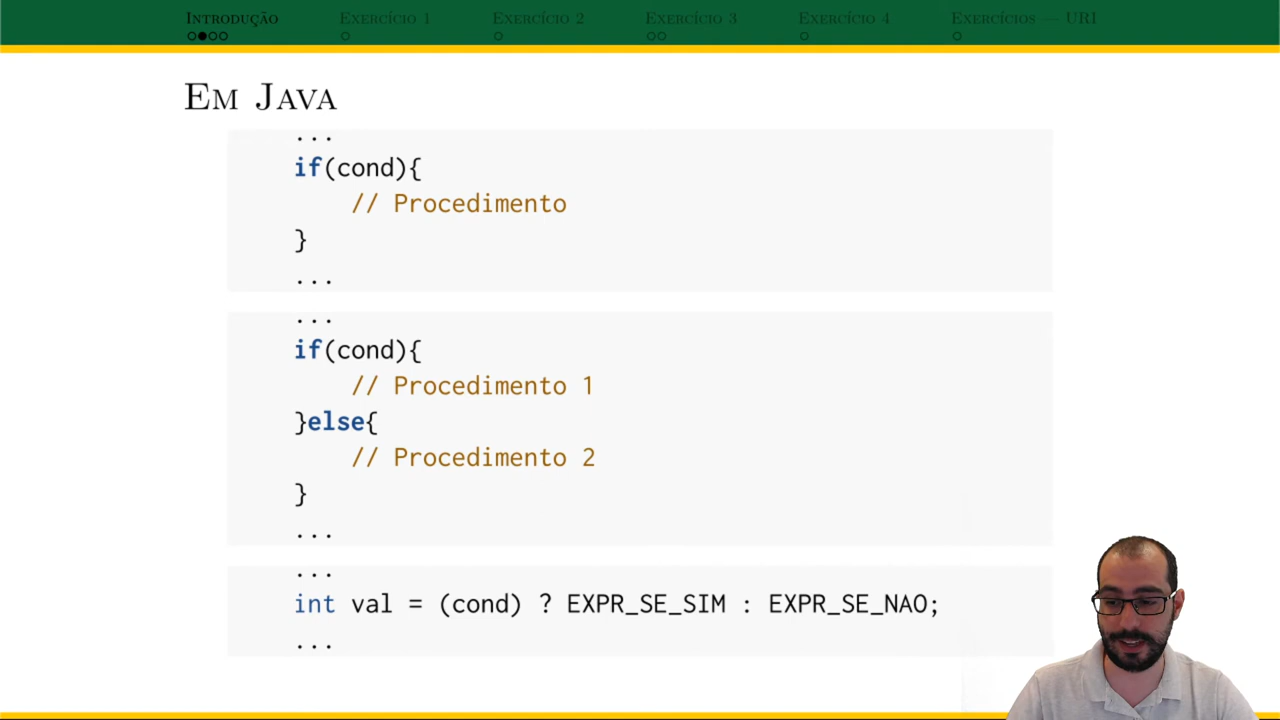 Introdução Exercício 1 Exercício 2 Exercício 3 Exercício 4 Exercícios — URI
Em Java
...
if(cond){
// Procedimento
}
...
...
if(cond){
// Procedimento 1
}else{
// Procedimento 2
}
...
...
int val = (cond) ? EXPR_SE_SIM : EXPR_SE_NAO;
...